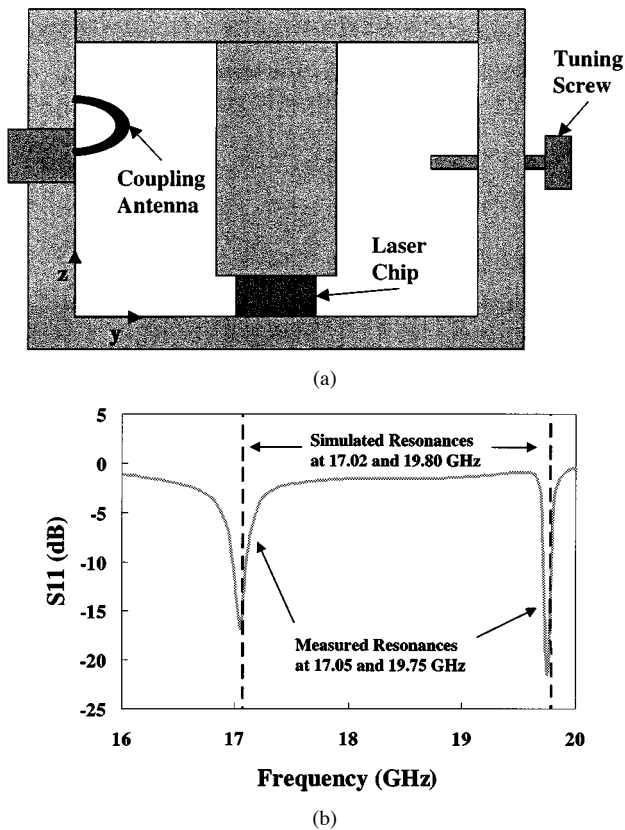 Tuning
Screw
Coupling
Antenna
Laser
Chip
z
y
(a)
5
0
-5
-10
-15
-20
-25
S11 (dB)
Simulated Resonances
at 17.02 and 19.80 GHz
Measured Resonances
at 17.05 and 19.75 GHz
16 17 18 19 20
Frequency (GHz)
(b)